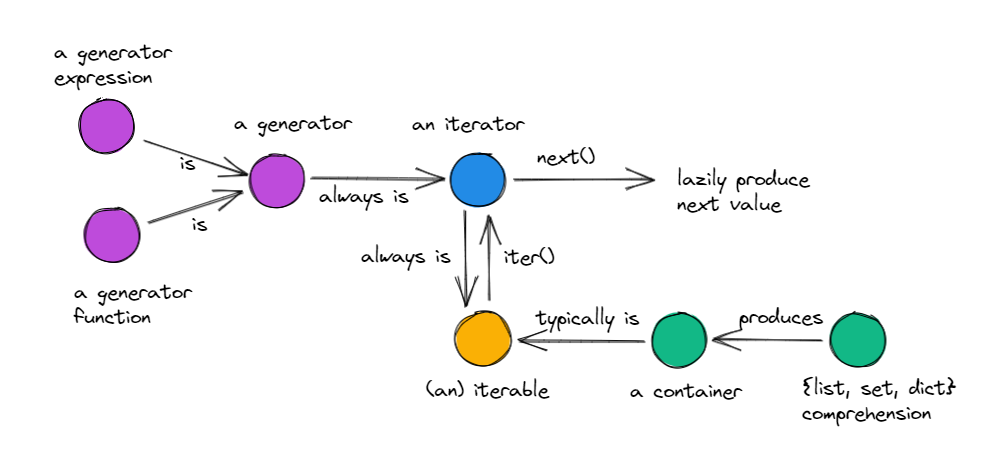 a generator
expression
a generator
an iterator
is
next()
lazily produce
next value
always is
is
always is
iter()
a generator
function
typically is
produces
(an) iterable
a container
{list, set, dict}
comprehension